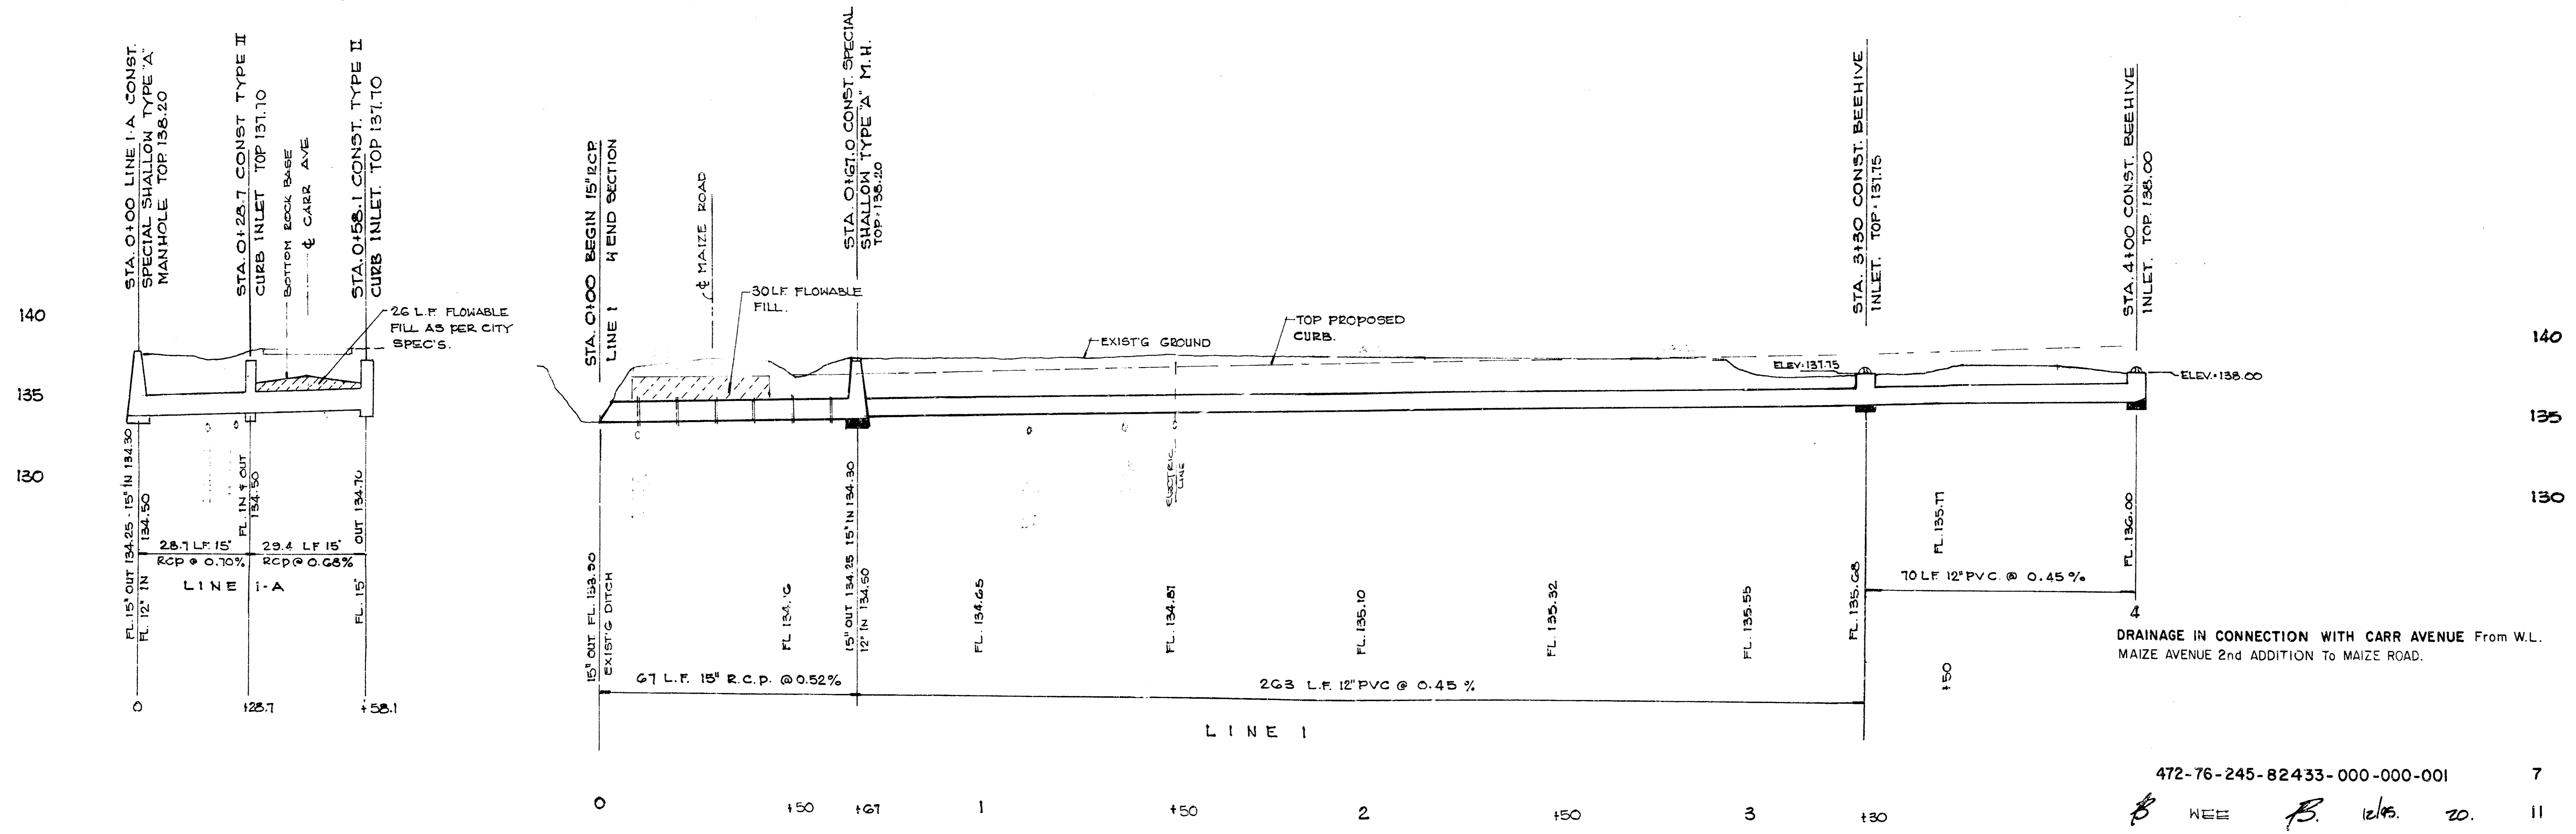 STA. 0+00 LINE 1-A CONST.
SPECIAL SHALLOW TYPE "A"
MANHOLE TOP 138.20
STA. 0+28.7 CONST TYPE II
CURB INLET TOP 137.70
BOTTOM ROCK BASE
℄ CARR AVE
STA. 0+58.1 CONST. TYPE II
CURB INLET. TOP 137.70
26 L.F. FLOWABLE
FILL AS PER CITY
SPEC'S.
STA. 0+00 BEGIN 15" RCP
LINE 1 W END SECTION
℄ MAIZE ROAD
30 LF. FLOWABLE
FILL.
STA. 0+67.0 CONST. SPECIAL
SHALLOW TYPE "A" M.H.
TOP=138.20
EXIST'G GROUND
TOP PROPOSED
CURB.
STA. 3+30 CONST. BEEHIVE
INLET. TOP=137.75
STA. 4+00 CONST. BEEHIVE
INLET. TOP. 138.00
ELEV=137.75
ELEV.=138.00
140
135
130
140
135
130
FL. 15" OUT 134.25 - 15" IN 134.30
FL. 12" IN 134.50
FL. IN & OUT
134.50
FL. 15" OUT 134.70
28.7 LF. 15"
RCP @ 0.70%
29.4 LF 15"
RCP @ 0.68%
LINE 1-A
0
+28.7
+58.1
15" OUT FL. 133.90
EXIST'G DITCH
FL 134.16
15" OUT 134.25 15" IN 134.30
12" IN 134.50
FL. 134.65
ELECTRIC
LINE
FL. 134.87
FL. 135.10
FL. 135.32
FL. 135.55
FL. 135.68
FL. 135.77
FL. 136.00
67 L.F. 15" R.C.P. @ 0.52%
263 L.F. 12" PVC @ 0.45 %
70 LF. 12" PVC. @ 0.45%
4
+50
LINE 1
DRAINAGE IN CONNECTION WITH CARR AVENUE From W.L.
MAIZE AVENUE 2nd ADDITION To MAIZE ROAD.
472-76-245-82433-000-000-001 7
0
+50
+67
1
+50
2
+50
3
+30
WEE
12/95.
20.
11